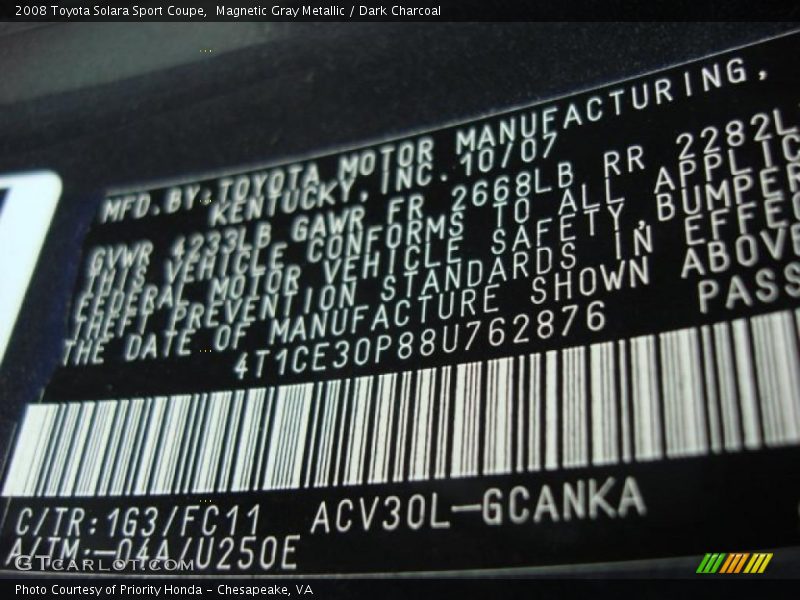 2008 Toyota Solara Sport Coupe,  Magnetic Gray Metallic / Dark Charcoal
MFD.BY:TOYOTA MOTOR MANUFACTURING,
KENTUCKY,INC. 10/07
GVWR 4233LB GAWR FR 2668LB RR 2282L
THIS VEHICLE CONFORMS TO ALL APPLIC
FEDERAL MOTOR VEHICLE SAFETY,BUMPER
THEFT PREVENTION STANDARDS IN EFFEC
THE DATE OF MANUFACTURE SHOWN ABOVE
4T1CE30P88U762876 PASS
C/TR:1G3/FC11 ACV30L-GCANKA
A/TM:-04A/U250E
GTCARLOT.COM
Photo Courtesy of Priority Honda - Chesapeake, VA